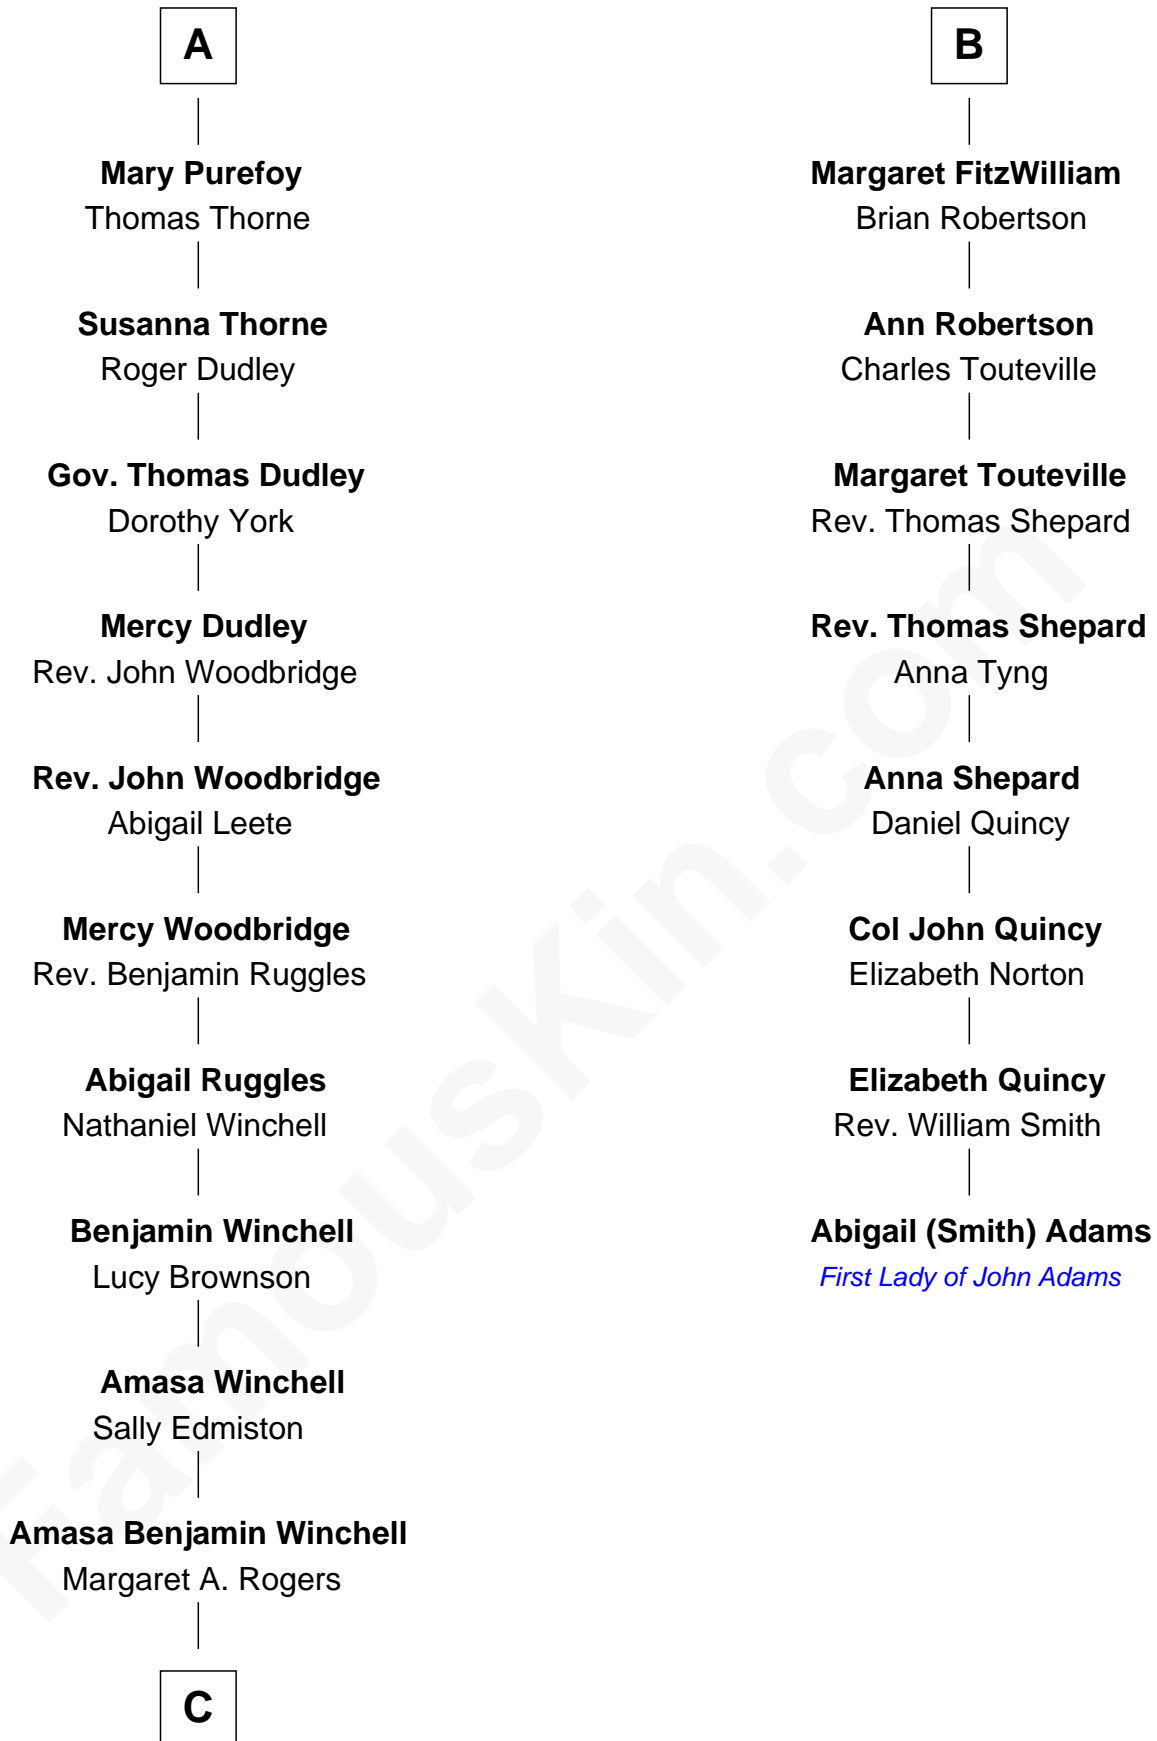 A
Mary Purefoy
Thomas Thorne
Susanna Thorne
Roger Dudley
Gov. Thomas Dudley
Dorothy York
Mercy Dudley
Rev. John Woodbridge
Rev. John Woodbridge
Abigail Leete
Mercy Woodbridge
Rev. Benjamin Ruggles
Abigail Ruggles
Nathaniel Winchell
Benjamin Winchell
Lucy Brownson
Amasa Winchell
Sally Edmiston
Amasa Benjamin Winchell
Margaret A. Rogers
C
B
Margaret FitzWilliam
Brian Robertson
Ann Robertson
Charles Touteville
Margaret Touteville
Rev. Thomas Shepard
Rev. Thomas Shepard
Anna Tyng
Anna Shepard
Daniel Quincy
Col John Quincy
Elizabeth Norton
Elizabeth Quincy
Rev. William Smith
Abigail (Smith) Adams
First Lady of John Adams
FamousKin.com